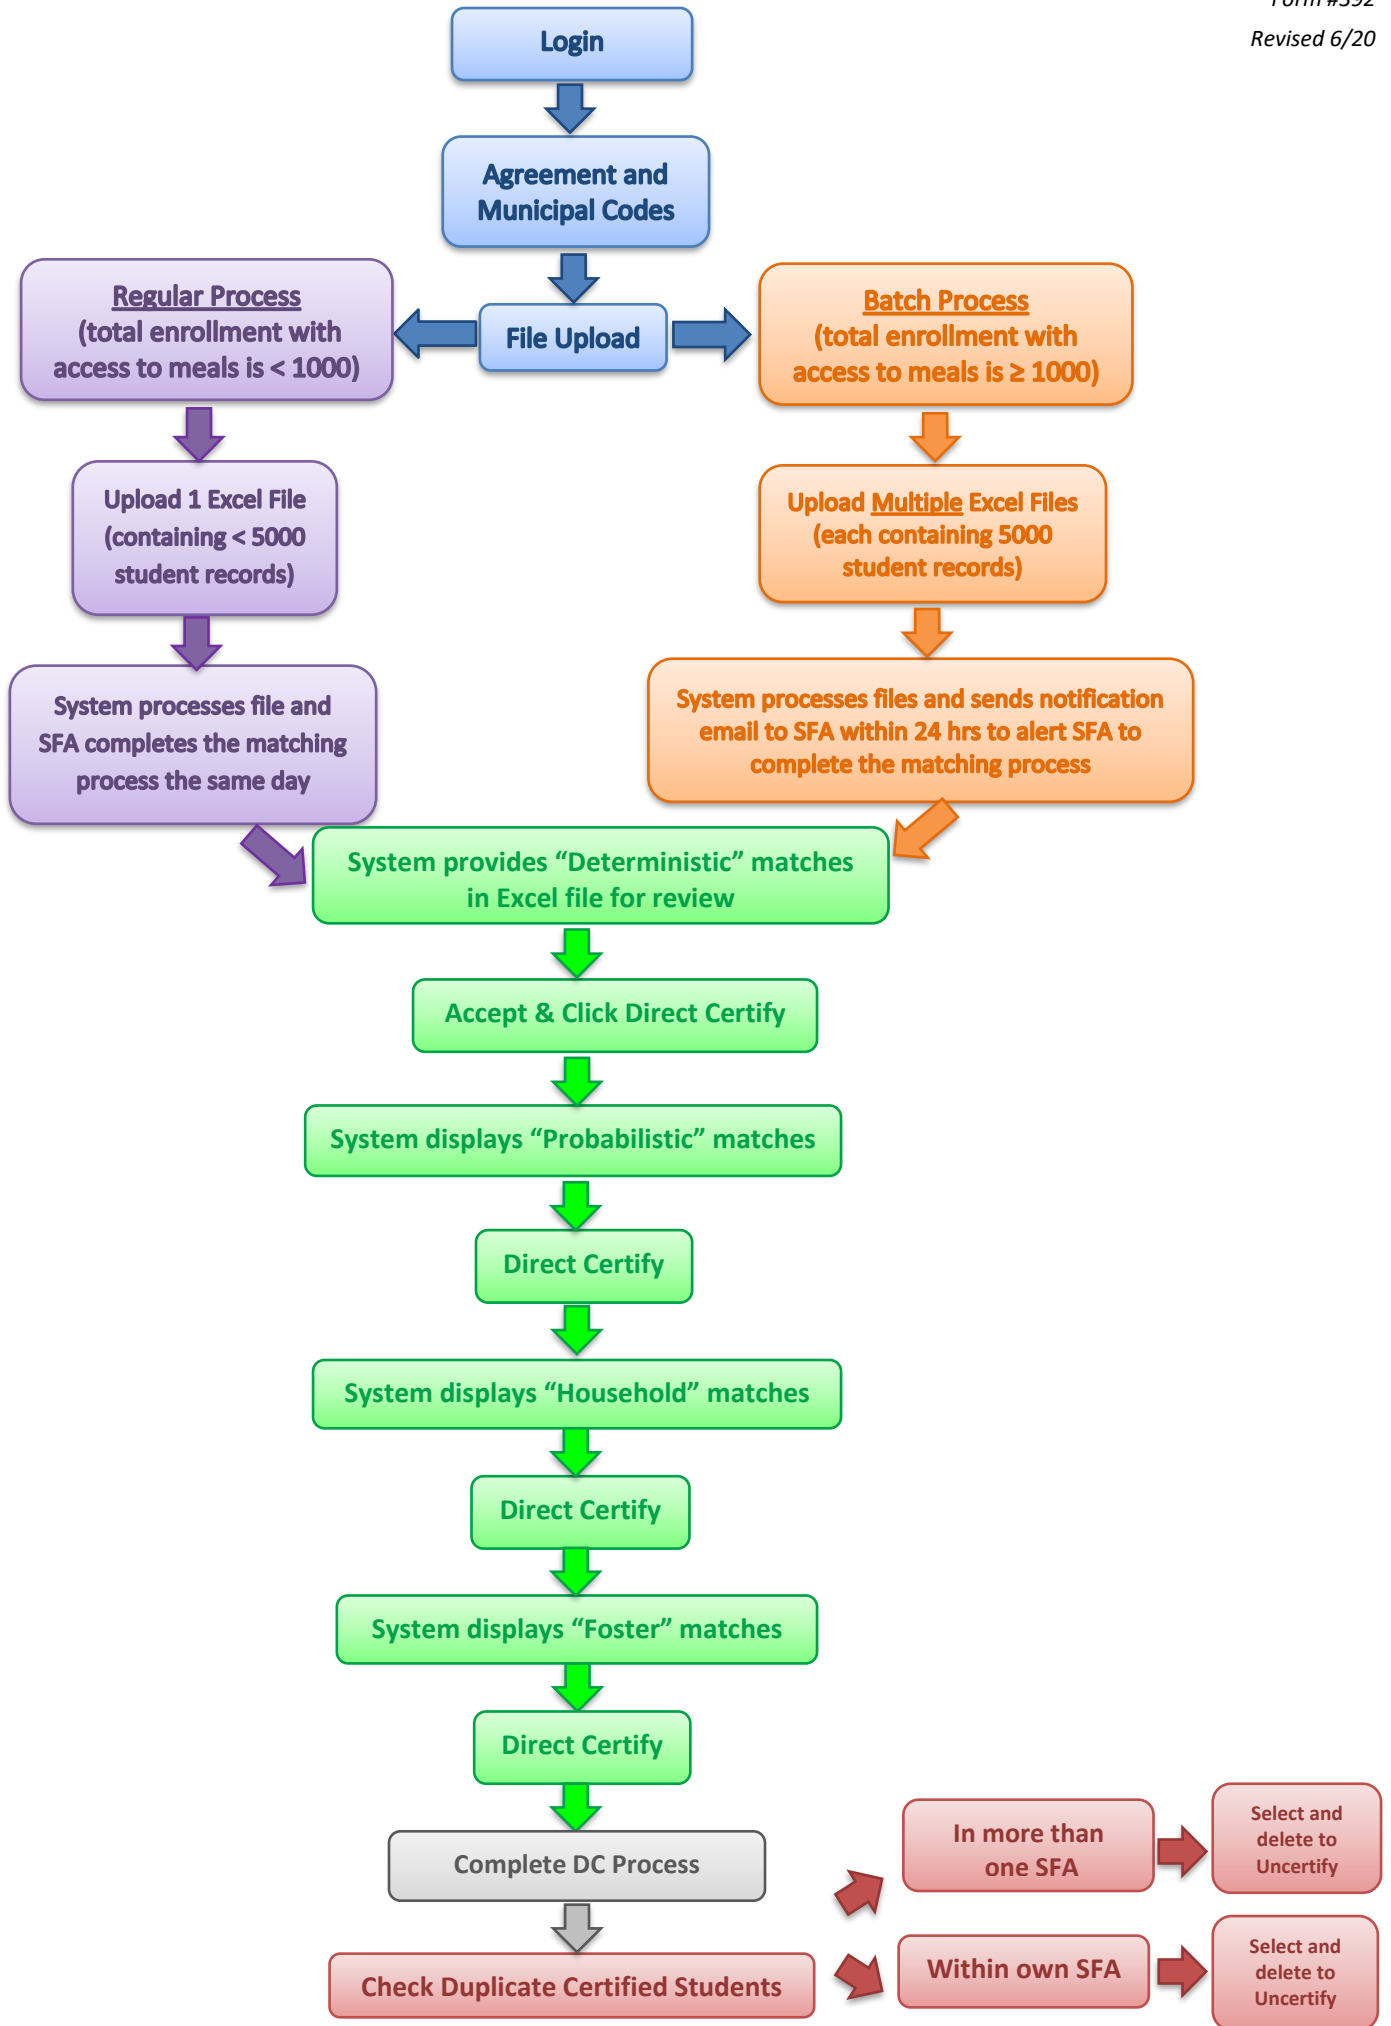 Form #392
Revised 6/20
Login
Agreement and
Municipal Codes
File Upload
Regular Process
(total enrollment with
access to meals is < 1000)
Batch Process
(total enrollment with
access to meals is ≥ 1000)
Upload 1 Excel File
(containing < 5000
student records)
Upload Multiple Excel Files
(each containing 5000
student records)
System processes file and
SFA completes the matching
process the same day
System processes files and sends notification
email to SFA within 24 hrs to alert SFA to
complete the matching process
System provides “Deterministic” matches
in Excel file for review
Accept & Click Direct Certify
System displays “Probabilistic” matches
Direct Certify
System displays “Household” matches
Direct Certify
System displays “Foster” matches
Direct Certify
Complete DC Process
Check Duplicate Certified Students
In more than
one SFA
Select and
delete to
Uncertify
Within own SFA
Select and
delete to
Uncertify